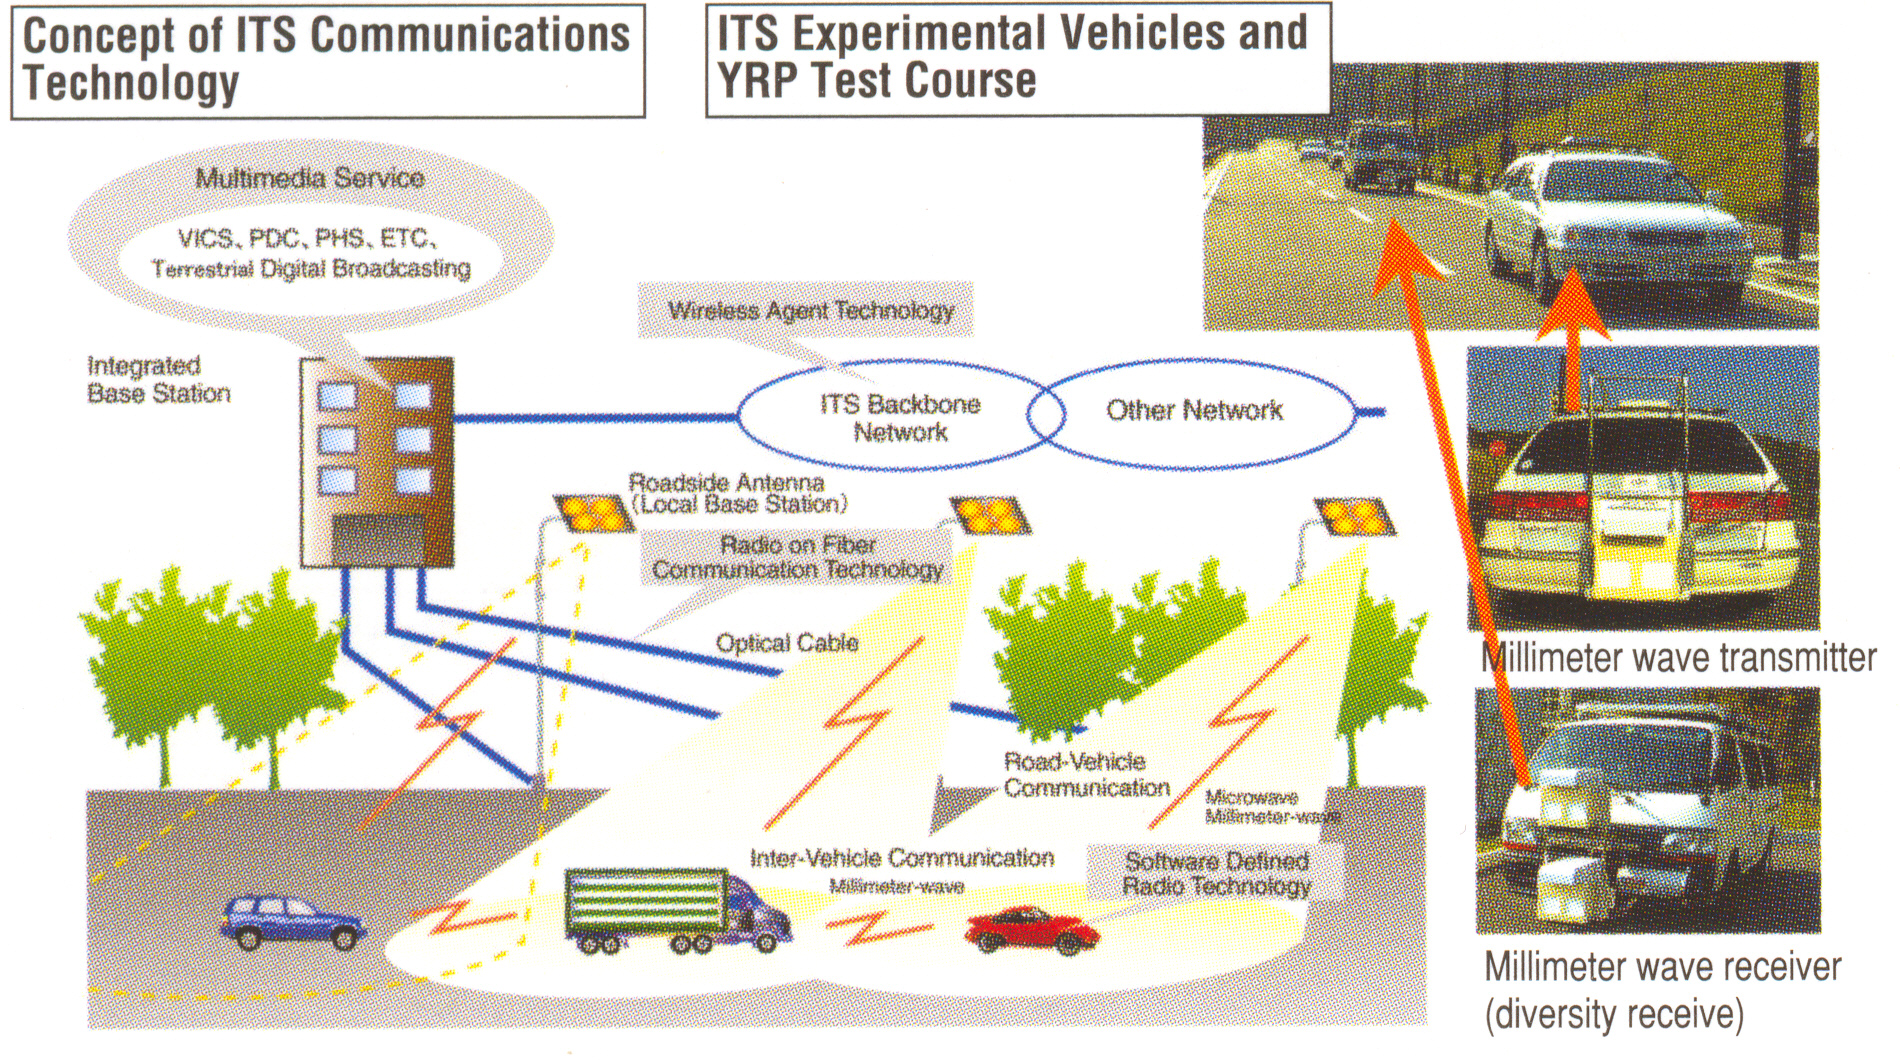 Concept of ITS Communications
Technology
ITS Experimental Vehicles and
YRP Test Course
Multimedia Service
VICS、PDC、PHS、ETC、
Terrestrial Digital Broadcasting
Wireless Agent Technology
Integrated
Base Station
ITS Backbone
Network
Other Network
Roadside Antenna
(Local Base Station)
Radio on Fiber
Communication Technology
Optical Cable
Millimeter wave transmitter
Road-Vehicle
Communication
Microwave
Millimeter-wave
Inter-Vehicle Communication
Millimeter-wave
Software Defined
Radio Technology
Millimeter wave receiver
(diversity receive)